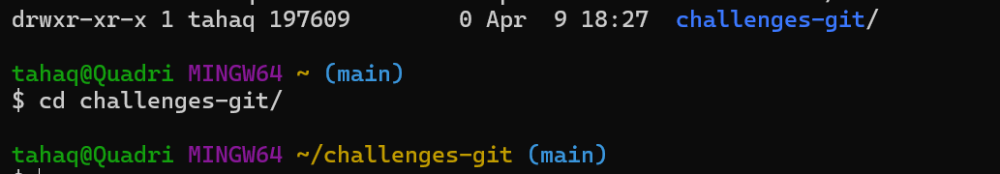 drwxr-xr-x 1 tahaq 197609        0 Apr  9 18:27  challenges-git/
tahaq@Quadri MINGW64 ~ (main)
$ cd challenges-git/
tahaq@Quadri MINGW64 ~/challenges-git (main)
$